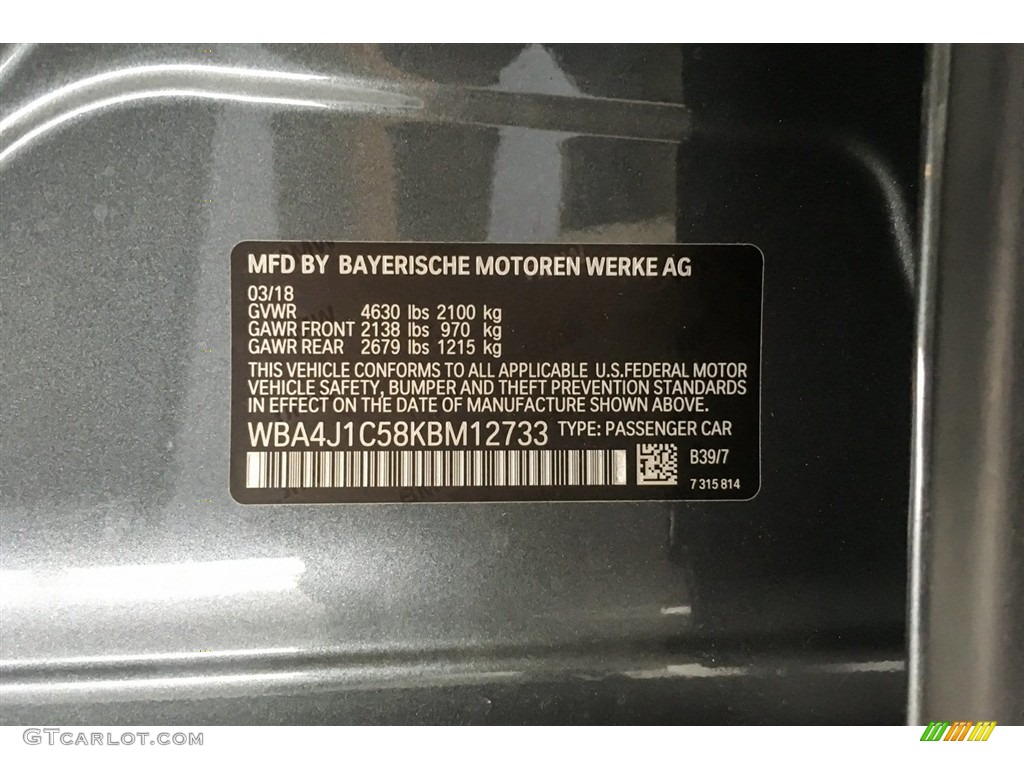 MFD BY BAYERISCHE MOTOREN WERKE AG
03/18
GVWR 4630 lbs 2100 kg
GAWR FRONT 2138 lbs 970 kg
GAWR REAR 2679 lbs 1215 kg
THIS VEHICLE CONFORMS TO ALL APPLICABLE U.S.FEDERAL MOTOR
VEHICLE SAFETY, BUMPER AND THEFT PREVENTION STANDARDS
IN EFFECT ON THE DATE OF MANUFACTURE SHOWN ABOVE.
WBA4J1C58KBM12733 TYPE: PASSENGER CAR
B39/7
7 315 814
GTcarlot.com